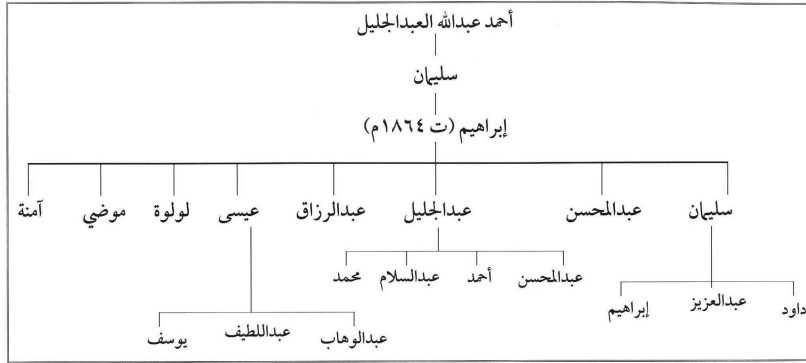 أحمد عبدالله العبدالجليل
سليمان
إبراهيم (ت ١٨٦٤م)
سليمان عبدالمحسن عبدالجليل عبدالرزاق عيسى لولوة موضي آمنة
عبدالمحسن أحمد عبدالسلام محمد
داود عبدالعزيز إبراهيم
عبدالوهاب عبداللطيف يوسف